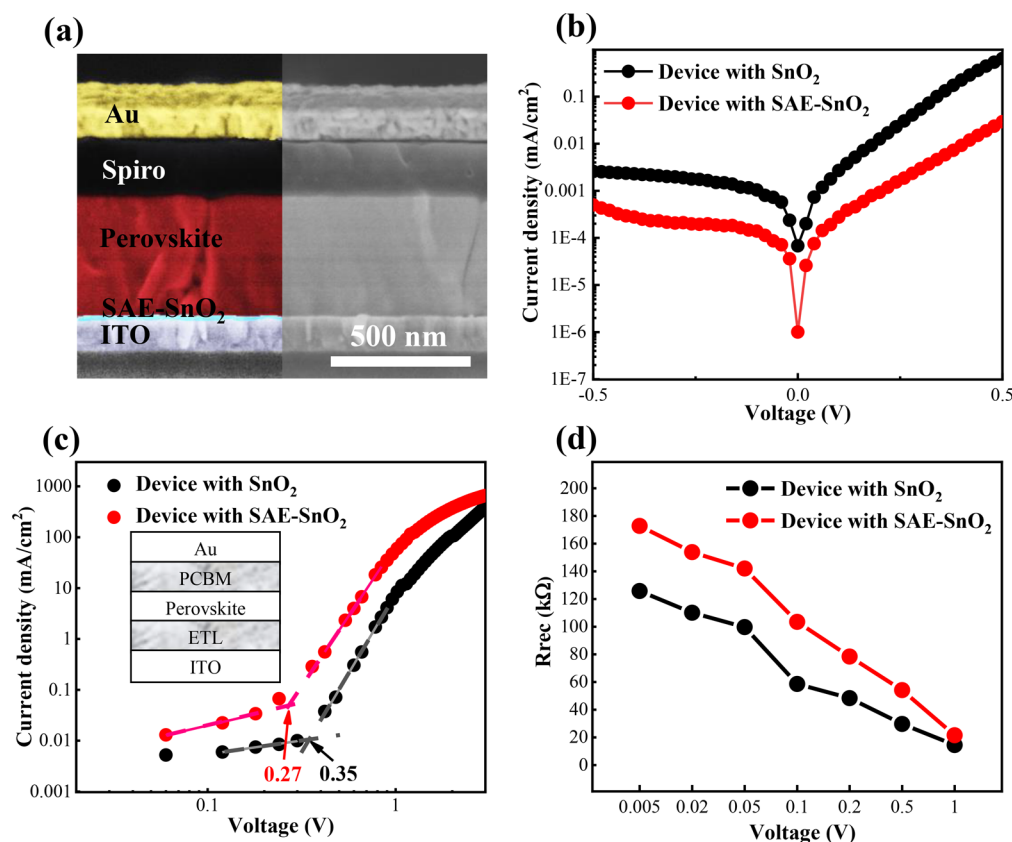 (a)
Au
Spiro
Perovskite
SAE-SnO₂
ITO
500 nm
(b)
Device with SnO₂
Device with SAE-SnO₂
Current density (mA/cm²)
0.1
0.01
0.001
1E-4
1E-5
1E-6
1E-7
-0.5
0.0
0.5
Voltage (V)
(c)
Device with SnO₂
Device with SAE-SnO₂
Au
PCBM
Perovskite
ETL
ITO
Current density (mA/cm²)
1000
100
10
1
0.1
0.01
0.001
0.27
0.35
0.1
1
Voltage (V)
(d)
Device with SnO₂
Device with SAE-SnO₂
Rrec (kΩ)
200
180
160
140
120
100
80
60
40
20
0
0.005 0.02 0.05 0.1 0.2 0.5 1
Voltage (V)